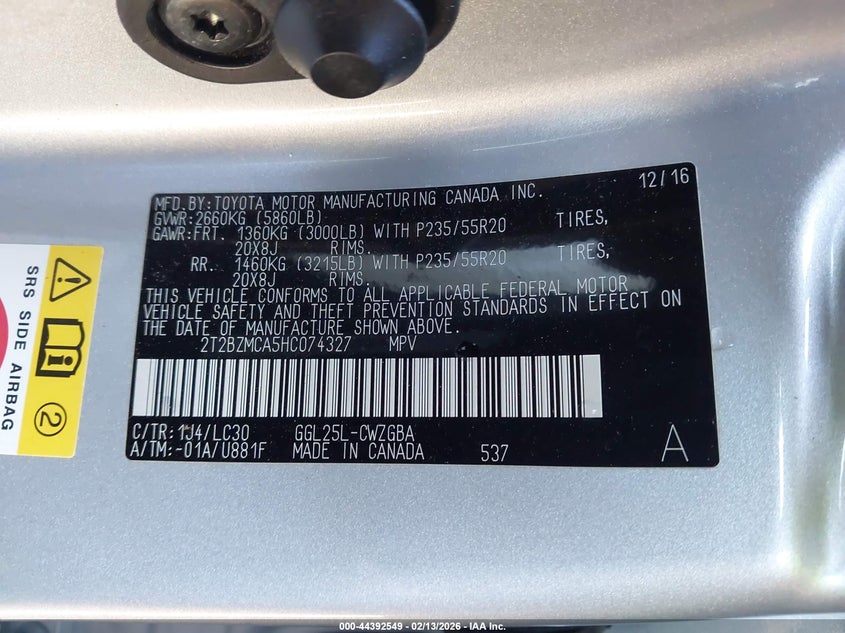 MFD.BY:TOYOTA MOTOR MANUFACTURING CANADA INC. 12/16
GVWR:2660KG (5860LB)
GAWR:FRT. 1360KG (3000LB) WITH P235/55R20 TIRES,
20X8J RIMS.
RR. 1460KG (3215LB) WITH P235/55R20 TIRES,
20X8J RIMS.
THIS VEHICLE CONFORMS TO ALL APPLICABLE FEDERAL MOTOR
VEHICLE SAFETY AND THEFT PREVENTION STANDARDS IN EFFECT ON
THE DATE OF MANUFACTURE SHOWN ABOVE.
2T2BZMCA5HC074327 MPV
C/TR:1J4/LC30 GGL25L-CWZGBA
A/TM:-01A/U881F MADE IN CANADA 537 A
SRS SIDE AIRBAG
2
000-44392549 - 02/13/2026 - IAA Inc.